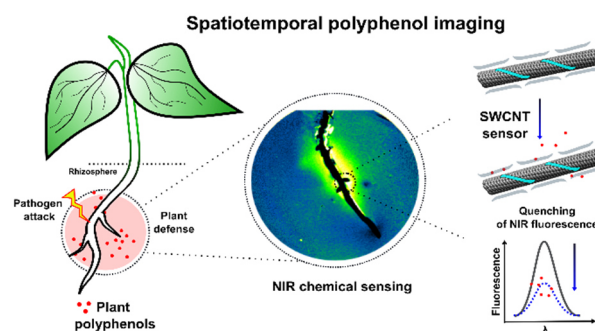 Spatiotemporal polyphenol imaging
Rhizosphere
Pathogen
attack
Plant
defense
Plant
polyphenols
NIR chemical sensing
SWCNT
sensor
Quenching
of NIR fluorescence
Fluorescence
λ